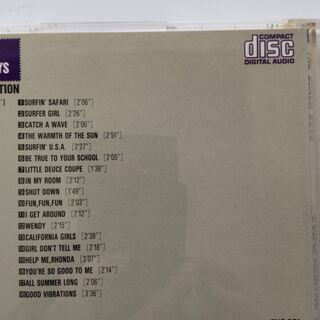 YS
COMPACT
disc
DIGITAL AUDIO
TION
") 1 SURFIN' SAFARI [2'06"]
2 SURFER GIRL [2'26"]
3 CATCH A WAVE [2'06"]
4 THE WARMTH OF THE SUN [2'51"]
5 SURFIN' U.S.A. [2'27"]
6 BE TRUE TO YOUR SCHOOL [2'05"]
7 LITTLE DEUCE COUPE [1'38"]
8 IN MY ROOM [2'12"]
9 SHUT DOWN [1'49"]
10 FUN,FUN,FUN [2'03"]
11 I GET AROUND [2'12"]
12 WENDY [2'15"]
13 CALIFORNIA GIRLS [2'38"]
14 GIRL DON'T TELL ME [2'18"]
15 HELP ME,RHONDA [3'07"]
16 YOU'RE SO GOOD TO ME [2'14"]
17 ALL SUMMER LONG [2'06"]
18 GOOD VIBRATIONS [3'36"]